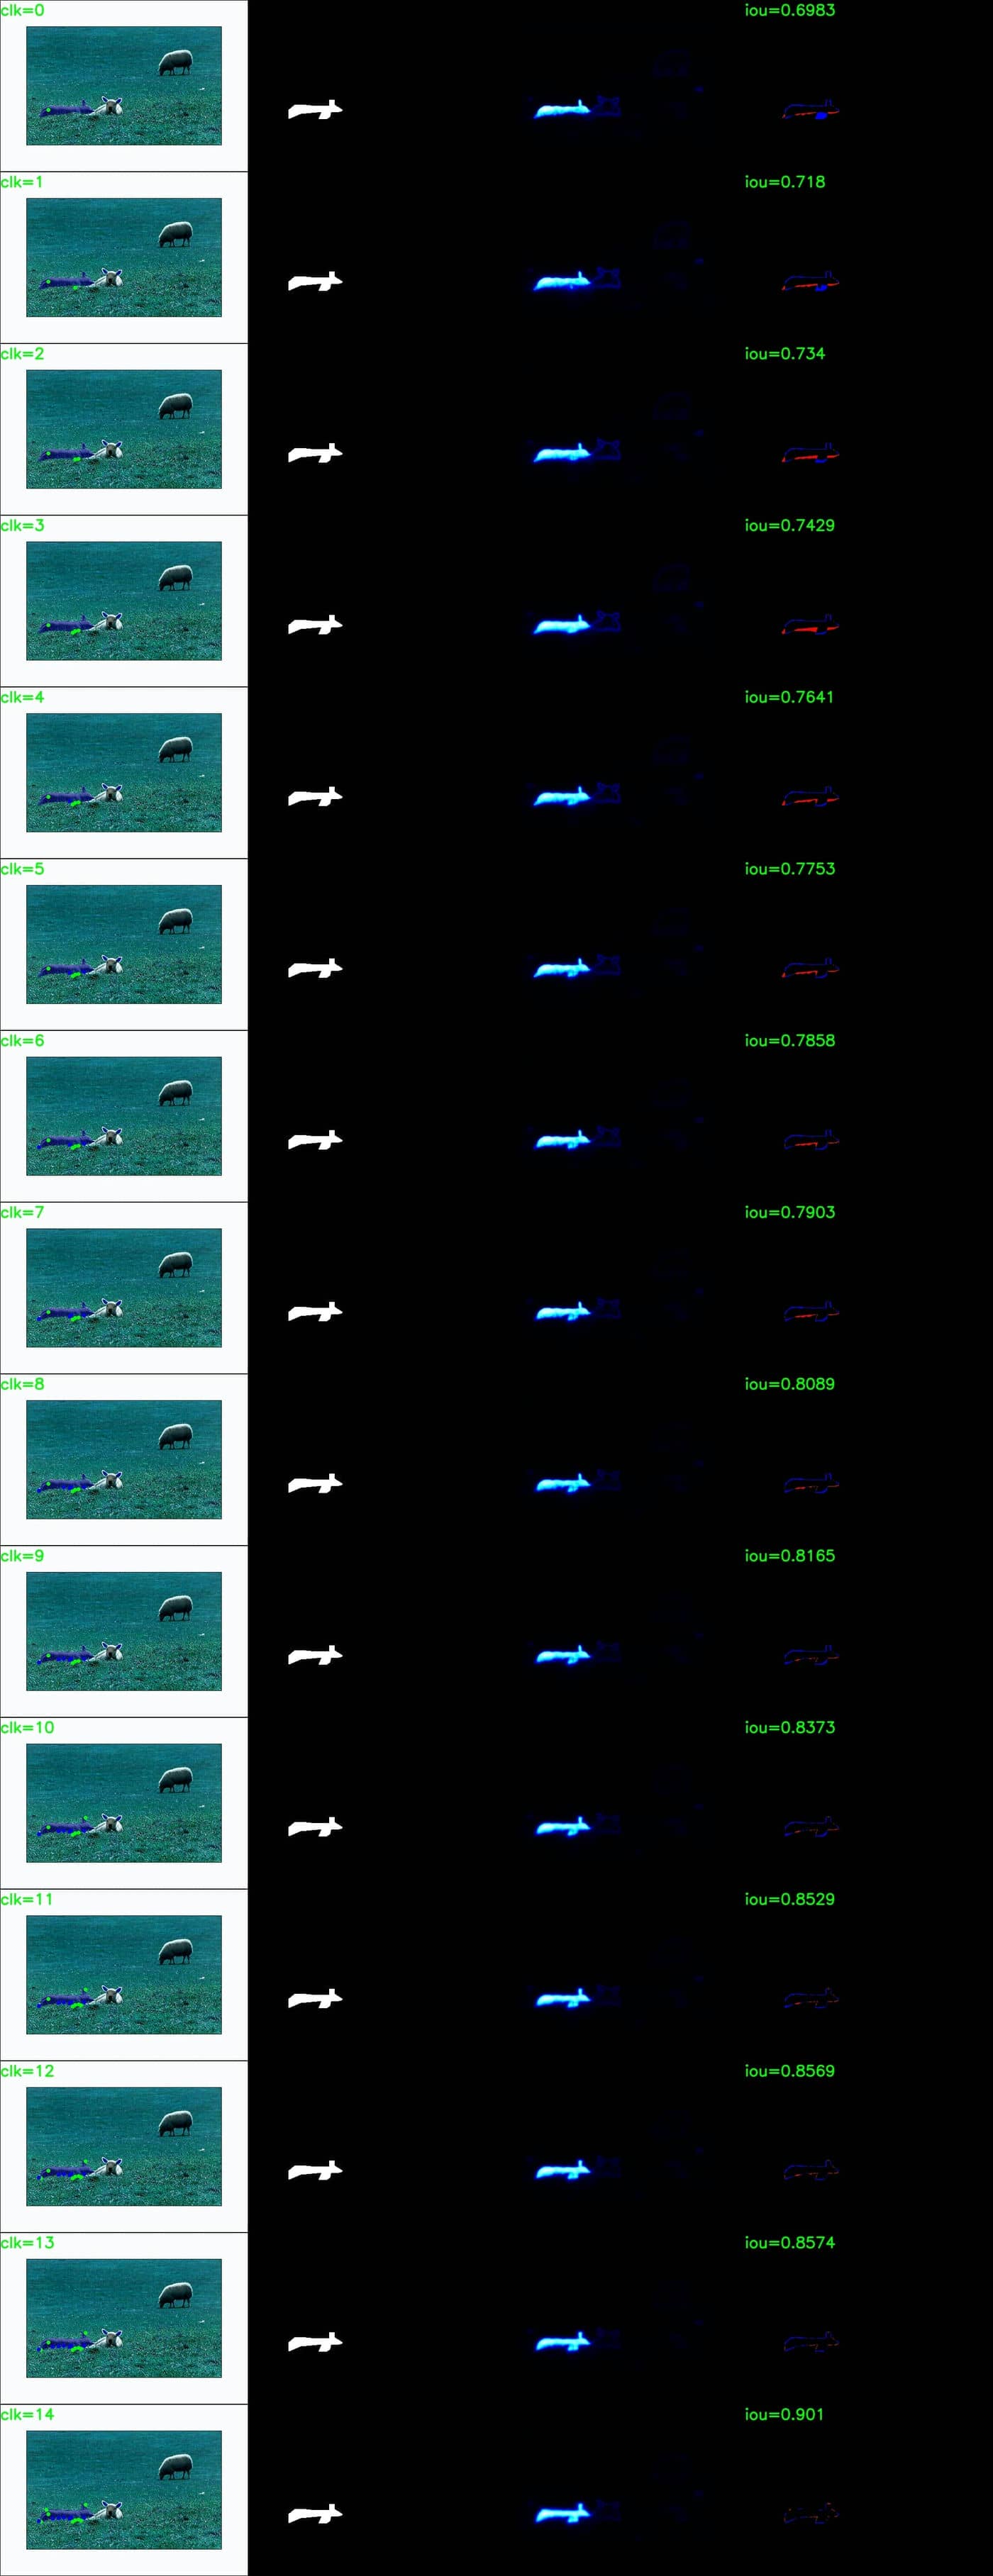 clk=0 iou=0.6983
clk=1 iou=0.718
clk=2 iou=0.734
clk=3 iou=0.7429
clk=4 iou=0.7641
clk=5 iou=0.7753
clk=6 iou=0.7858
clk=7 iou=0.7903
clk=8 iou=0.8089
clk=9 iou=0.8165
clk=10 iou=0.8373
clk=11 iou=0.8529
clk=12 iou=0.8569
clk=13 iou=0.8574
clk=14 iou=0.901